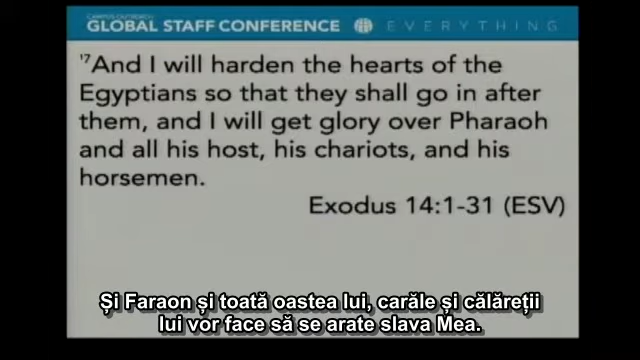 CAMPUS OUTREACH
GLOBAL STAFF CONFERENCE EVERYTHING
17And I will harden the hearts of the
Egyptians so that they shall go in after
them, and I will get glory over Pharaoh
and all his host, his chariots, and his
horsemen.
Exodus 14:1-31 (ESV)
Și Faraon și toată oastea lui, carăle și călăreții
lui vor face să se arate slava Mea.